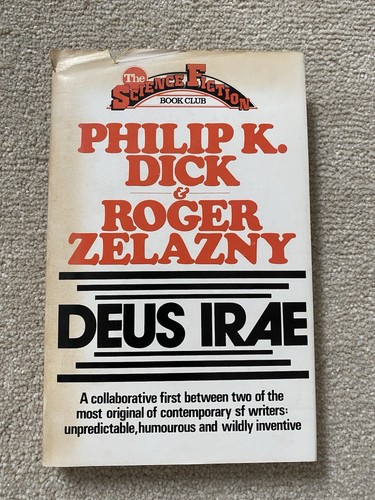 The
SCIENCE FICTION
BOOK CLUB
PHILIP K.
DICK
&
ROGER
ZELAZNY
DEUS IRAE
A collaborative first between two of the
most original of contemporary sf writers:
unpredictable,humourous and wildly inventive